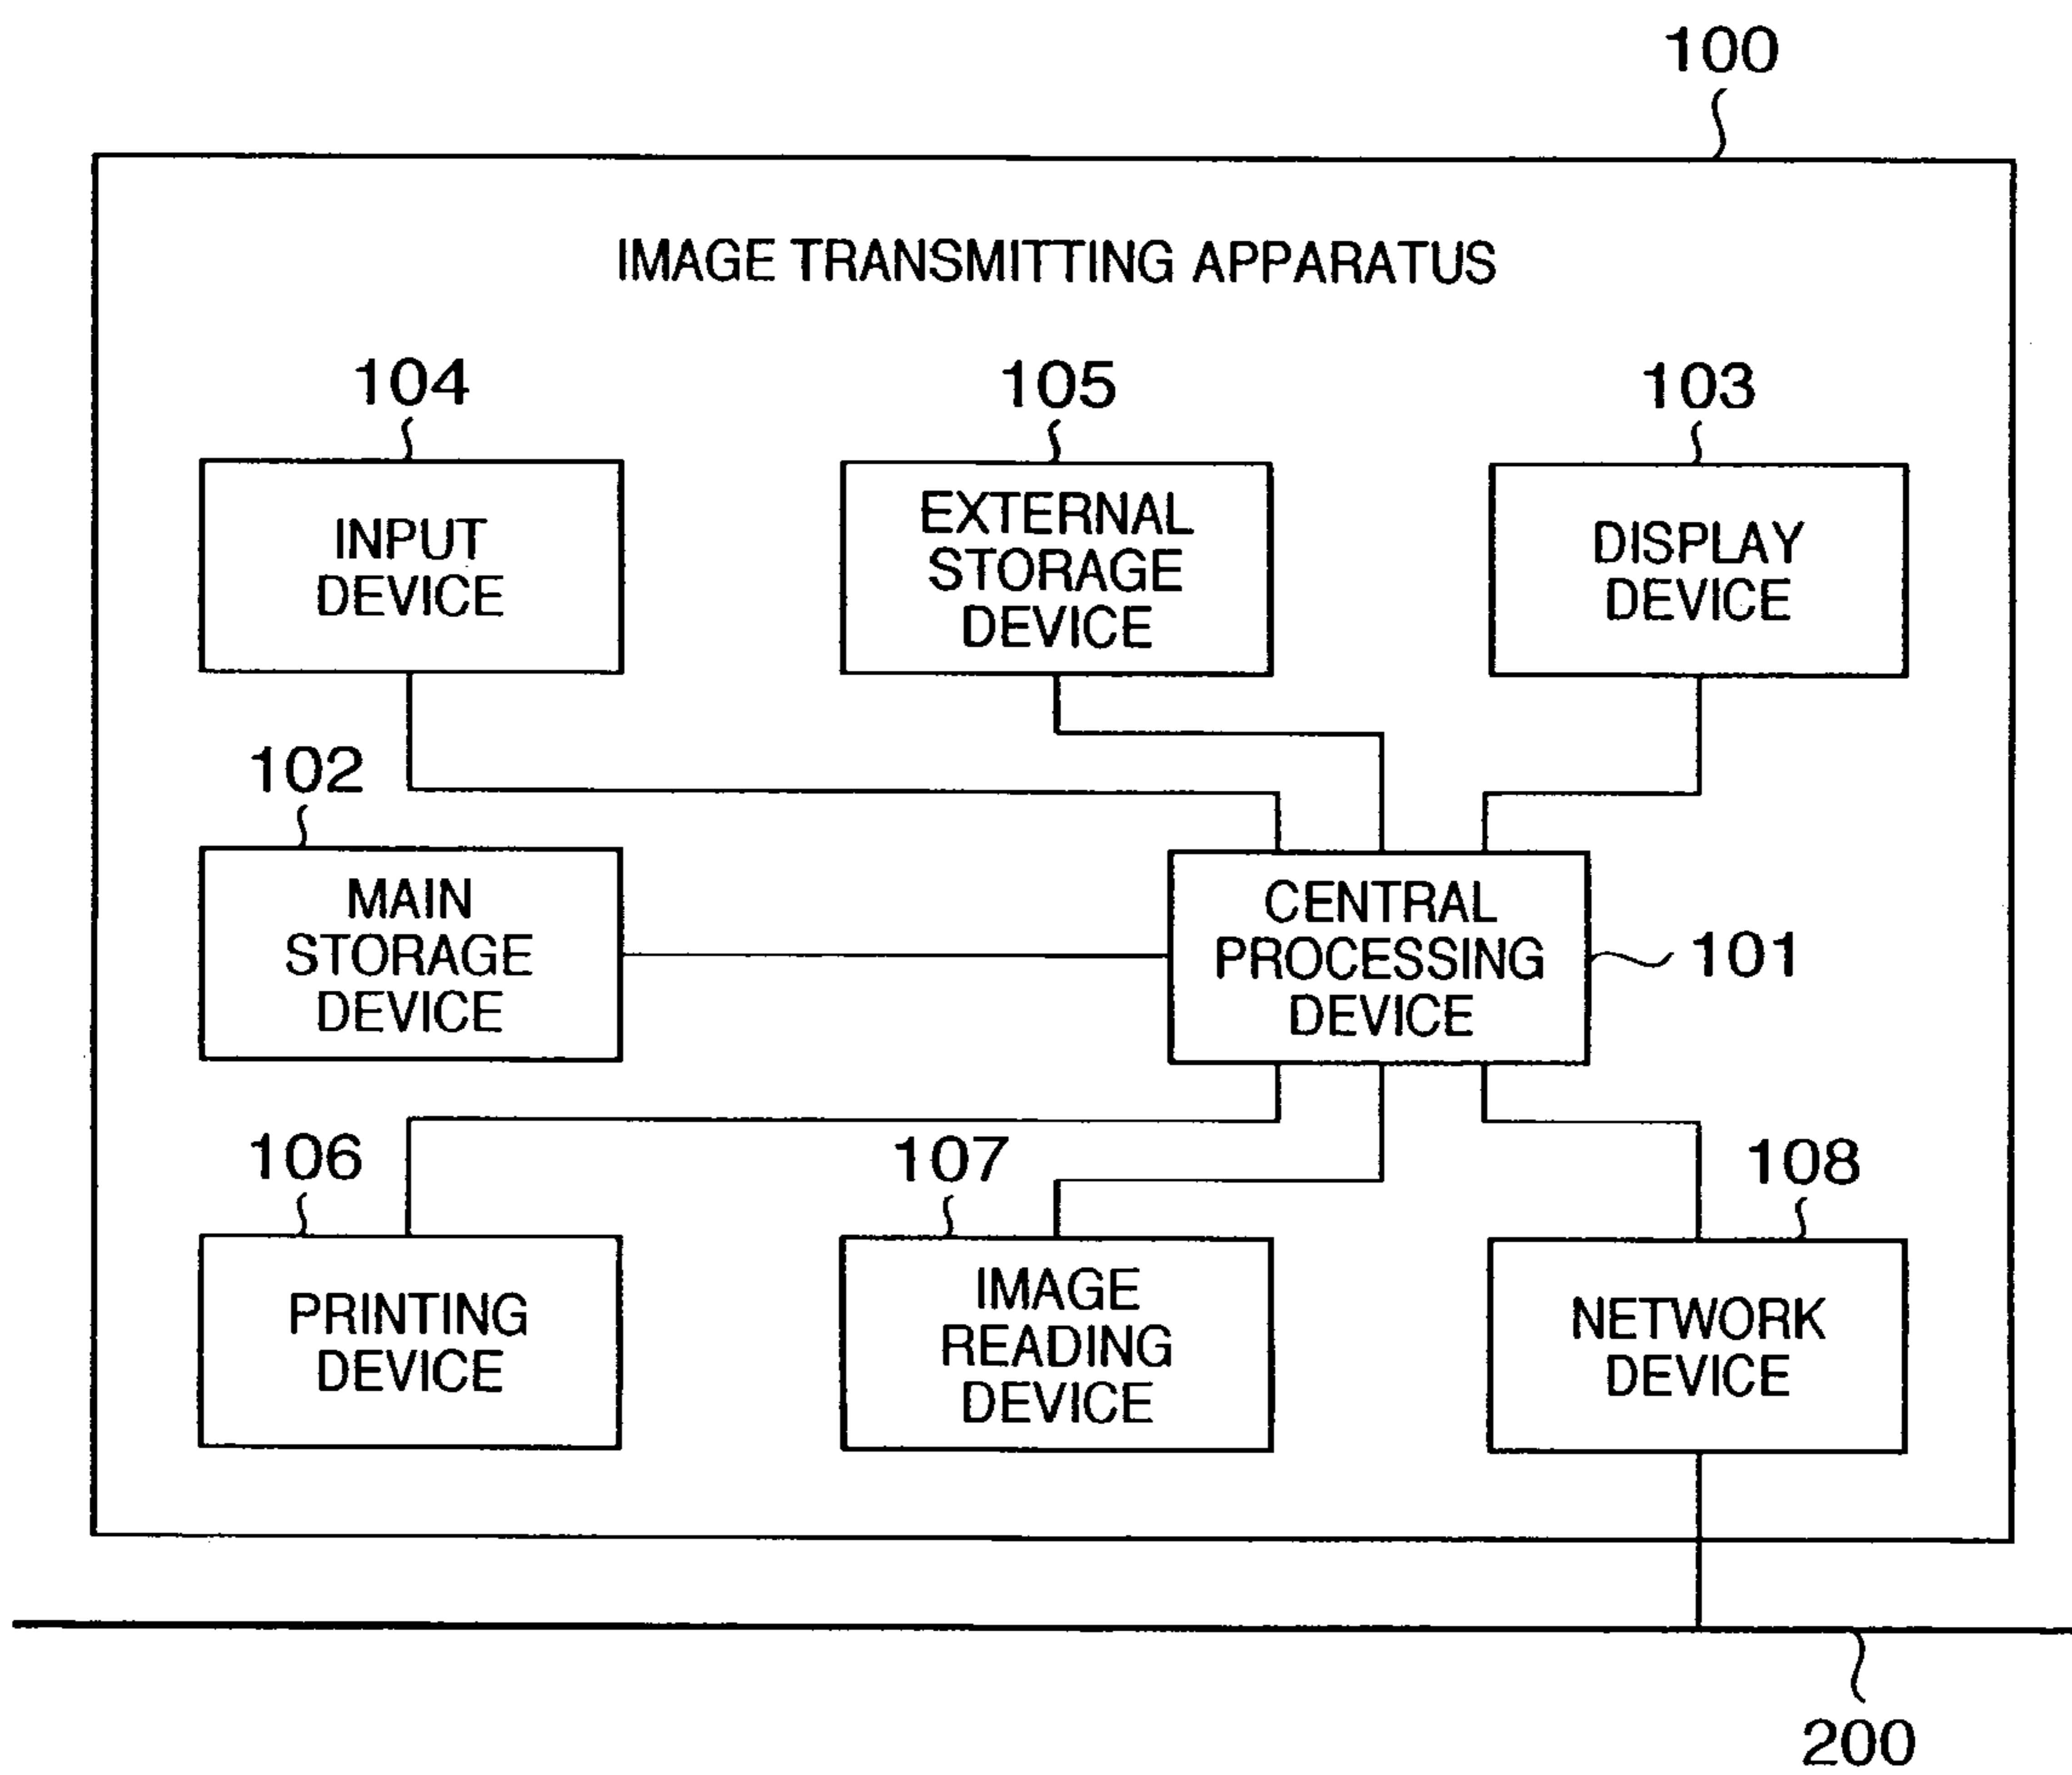 100
IMAGE TRANSMITTING APPARATUS
104
INPUT
DEVICE
105
EXTERNAL
STORAGE
DEVICE
103
DISPLAY
DEVICE
102
MAIN
STORAGE
DEVICE
CENTRAL
PROCESSING
DEVICE
101
106
PRINTING
DEVICE
107
IMAGE
READING
DEVICE
108
NETWORK
DEVICE
200